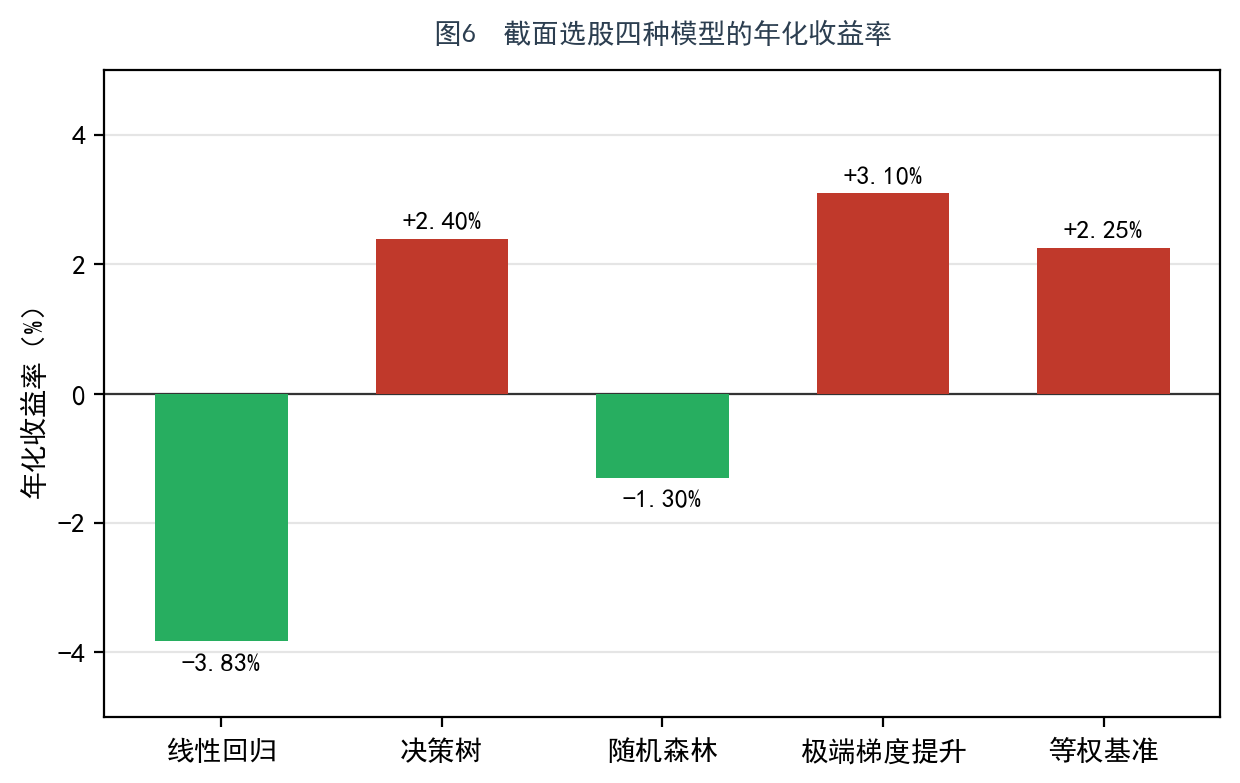 图6 截面选股四种模型的年化收益率
年化收益率（%）
4
2
0
−2
−4
−3.83%
+2.40%
−1.30%
+3.10%
+2.25%
线性回归
决策树
随机森林
极端梯度提升
等权基准